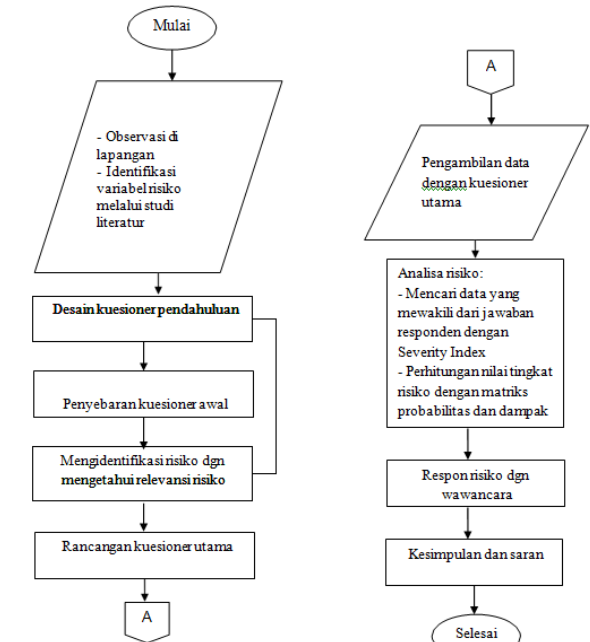 Mulai
- Observasi di
lapangan
- Identifikasi
variabel risiko
melalui studi
literatur
Desain kuesioner pendahuluan
Penyebaran kuesioner awal
Mengidentifikasi risiko dgn
mengetahui relevansi risiko
Rancangan kuesioner utama
A
A
Pengambilan data
dengan kuesioner
utama
Analisa risiko:
- Mencari data yang
mewakili dari jawaban
responden dengan
Severity Index
- Perhitungan nilai tingkat
risiko dengan matriks
probabilitas dan dampak
Respon risiko dgn
wawancara
Kesimpulan dan saran
Selesai